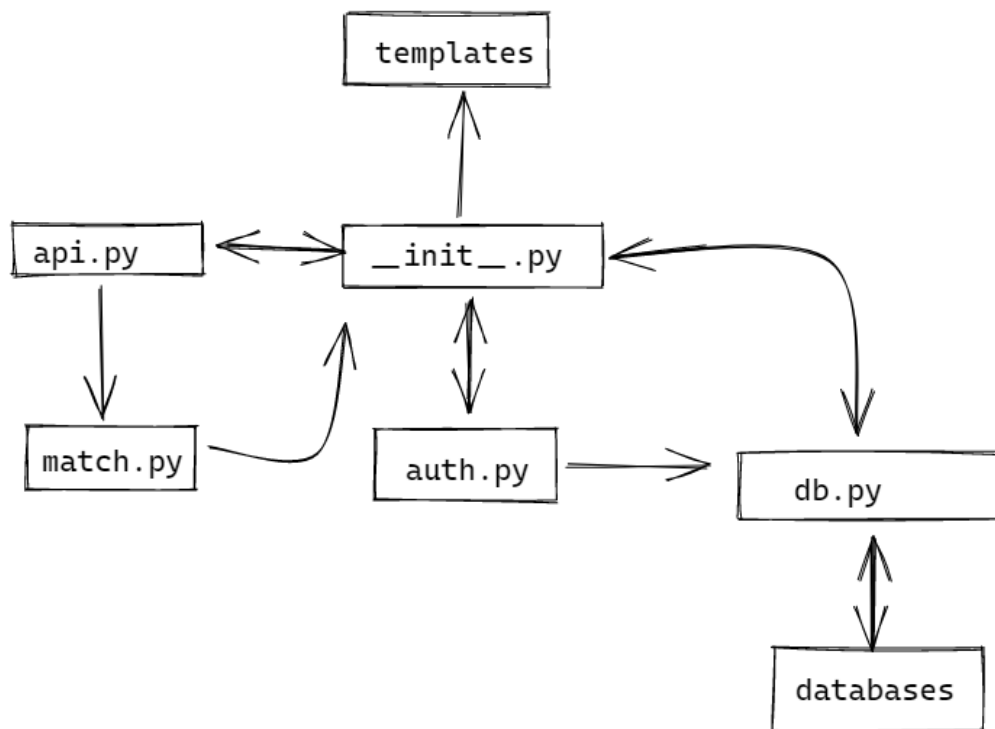 templates
api.py
__init__.py
match.py
auth.py
db.py
databases